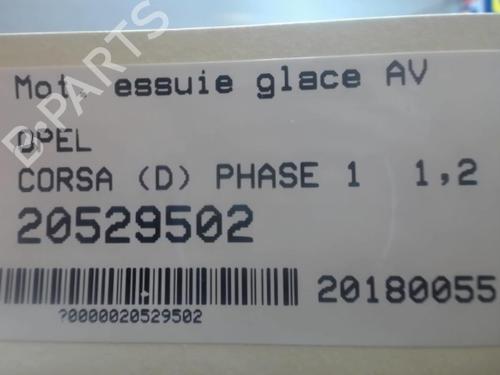 B-PARTS
Mot. essuie glace AV
OPEL
CORSA (D) PHASE 1 1,2
20529502
20180055
?0000020529502